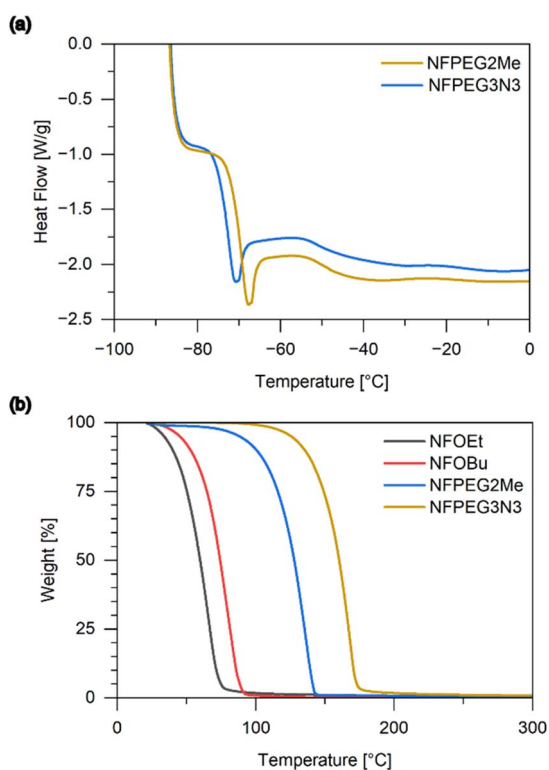 (a)
0.0
−0.5
−1.0
−1.5
−2.0
−2.5
Heat Flow [W/g]
NFPEG2Me
NFPEG3N3
−100
−80
−60
−40
−20
0
Temperature [°C]
(b)
100
75
50
25
0
Weight [%]
NFOEt
NFOBu
NFPEG2Me
NFPEG3N3
0
100
200
300
Temperature [°C]